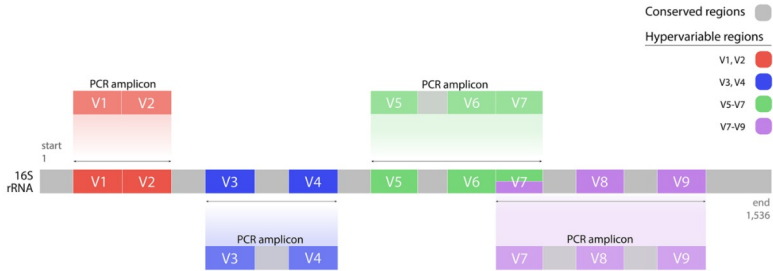 Conserved regions
Hypervariable regions
V1, V2
V3, V4
V5-V7
V7-V9
PCR amplicon
V1 V2
PCR amplicon
V5 V6 V7
start
1
16S
rRNA
V1 V2 V3 V4 V5 V6 V7 V8 V9
end
1,536
PCR amplicon
V3 V4
PCR amplicon
V7 V8 V9